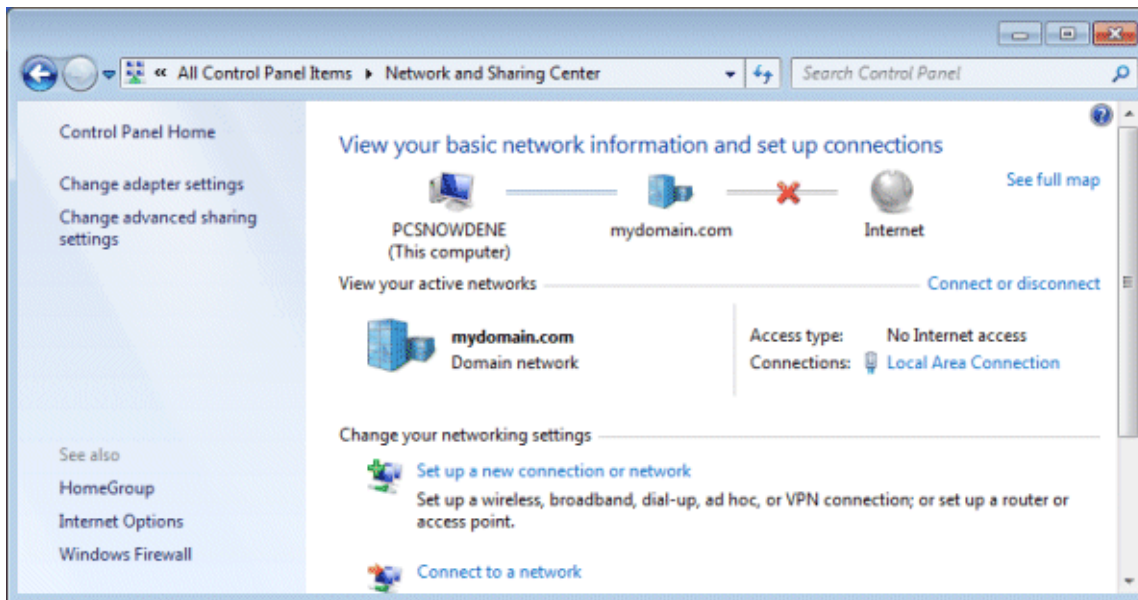 « All Control Panel Items ▸ Network and Sharing Center
Search Control Panel
Control Panel Home
Change adapter settings
Change advanced sharing
settings
See also
HomeGroup
Internet Options
Windows Firewall
View your basic network information and set up connections
See full map
PCSNOWDENE
(This computer)
mydomain.com
Internet
View your active networks
Connect or disconnect
mydomain.com
Domain network
Access type: No Internet access
Connections: Local Area Connection
Change your networking settings
Set up a new connection or network
Set up a wireless, broadband, dial-up, ad hoc, or VPN connection; or set up a router or
access point.
Connect to a network